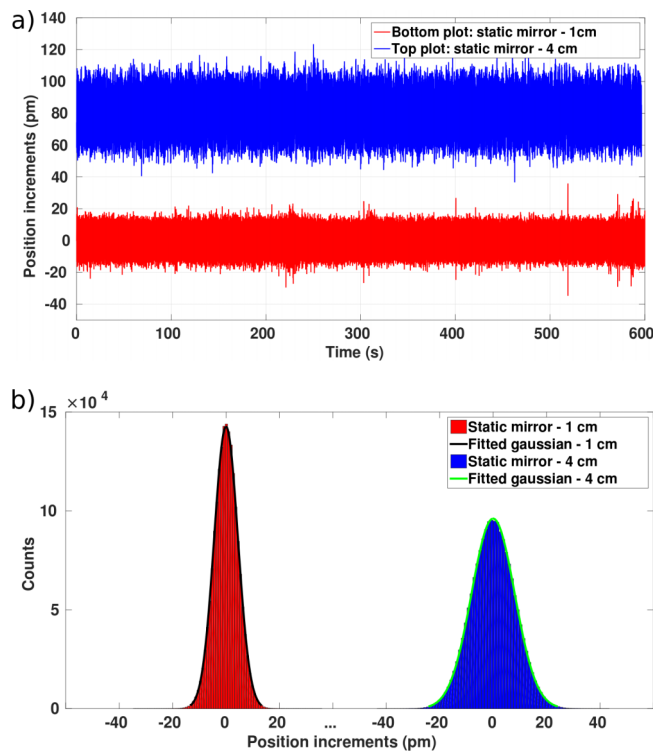 a)
140
120
100
80
60
40
20
0
-20
-40
Position increments (pm)
Bottom plot: static mirror - 1cm
Top plot: static mirror - 4 cm
0 100 200 300 400 500 600
Time (s)
b)
×10 4
15
10
5
0
Counts
Static mirror - 1 cm
Fitted gaussian - 1 cm
Static mirror - 4 cm
Fitted gaussian - 4 cm
-40 -20 0 20 ... -40 -20 0 20 40
Position increments (pm)